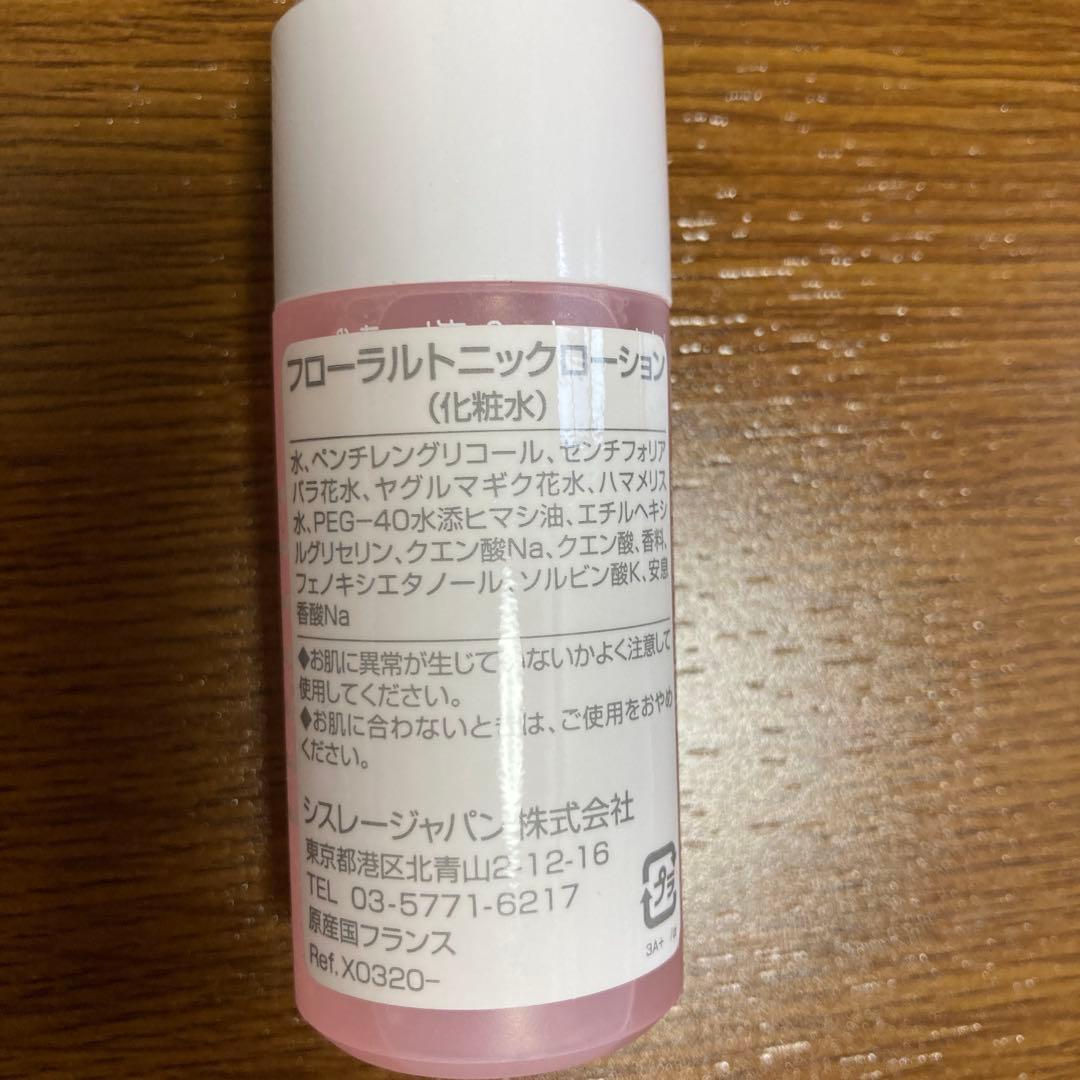 フローラルトニックローション
（化粧水）
水、ペンチレングリコール、センチフォリア
バラ花水、ヤグルマギク花水、ハマメリス
水、PEG-40水添ヒマシ油、エチルヘキシ
ルグリセリン、クエン酸Na、クエン酸、香料、
フェノキシエタノール、ソルビン酸K、安息
香酸Na
◆お肌に異常が生じていないかよく注意して
使用してください。
◆お肌に合わないときは、ご使用をおやめ
ください。
シスレージャパン 株式会社
東京都港区北青山2-12-16
TEL 03-5771-6217
原産国フランス
Ref.X0320-
プラ
3A+